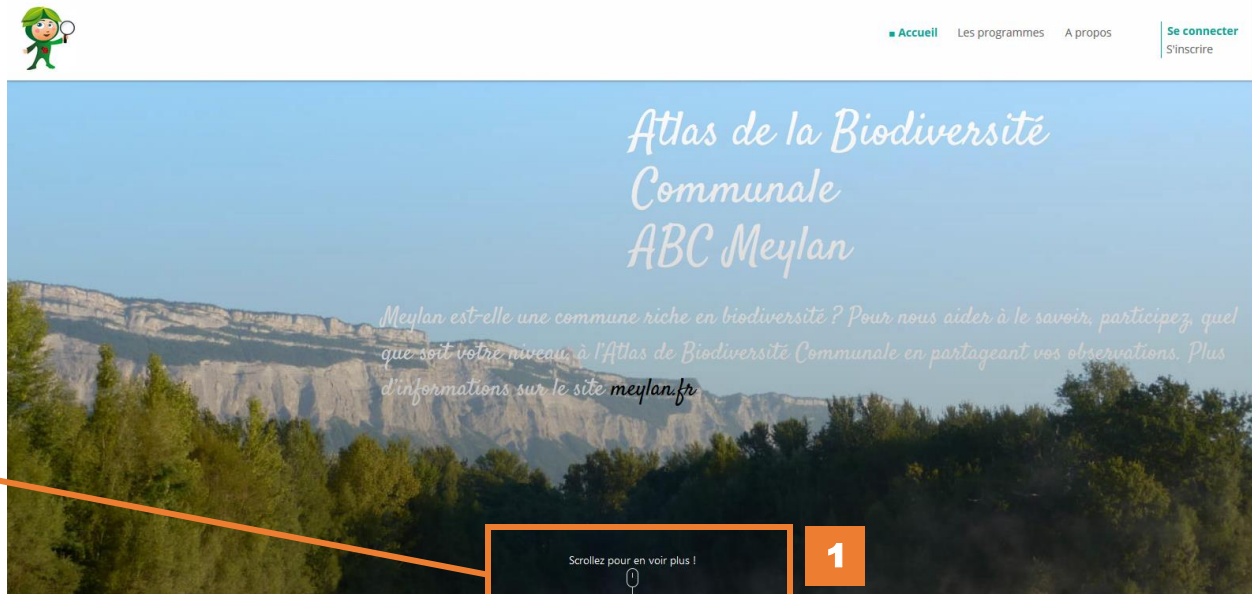 Accueil Les programmes A propos Se connecter
S'inscrire
Atlas de la Biodiversité
Communale
ABC Meylan
Meylan est-elle une commune riche en biodiversité ? Pour nous aider à le savoir, participez, quel
que soit votre niveau, à l'Atlas de Biodiversité Communale en partageant vos observations. Plus
d'informations sur le site meylan.fr
Scrollez pour en voir plus !
1